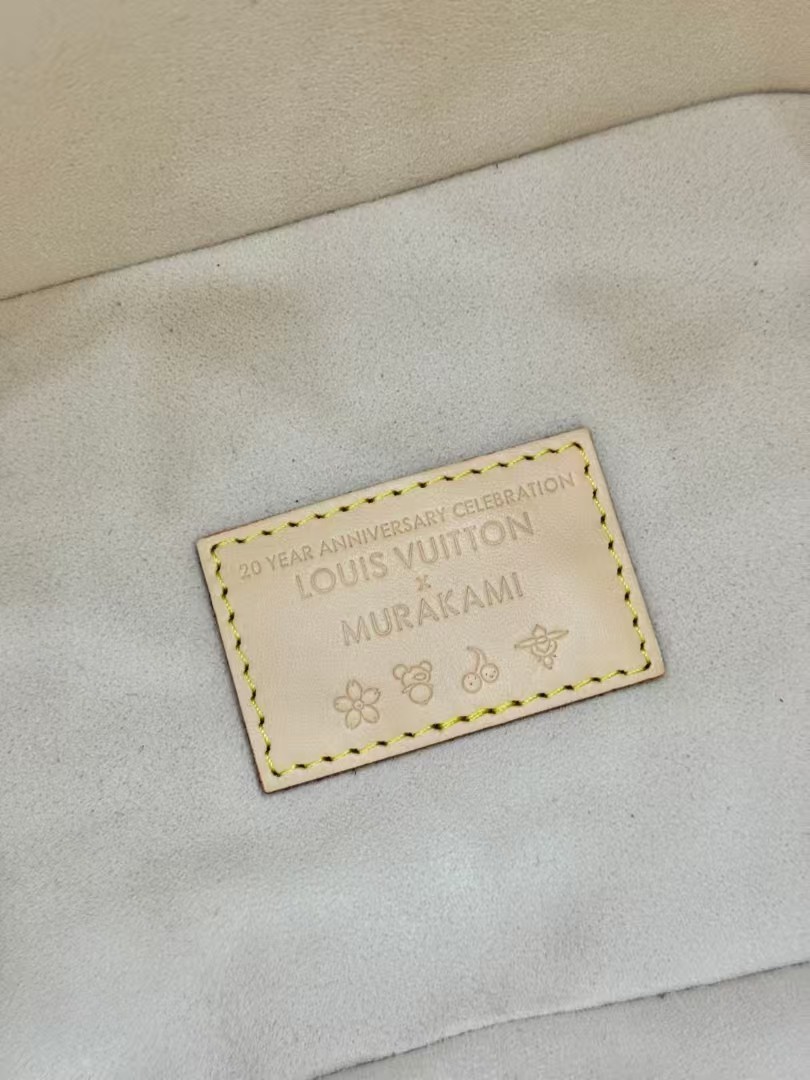 20 YEAR ANNIVERSARY CELEBRATION
LOUIS VUITTON
x
MURAKAMI